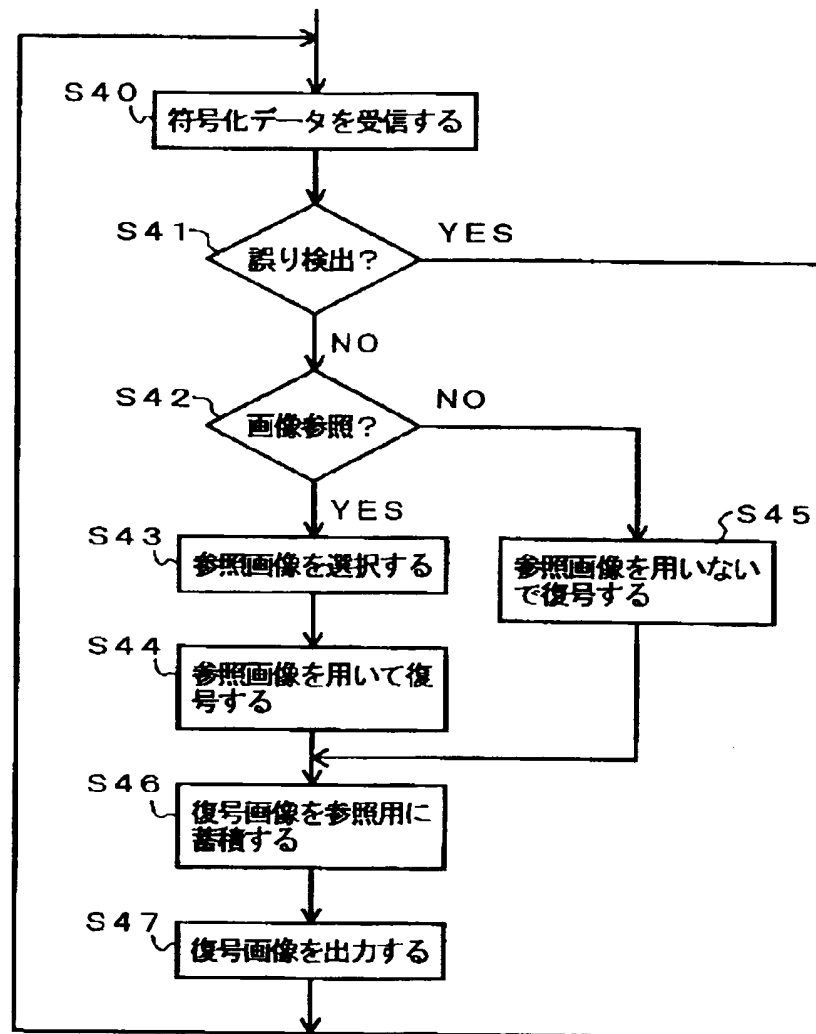 S40
符号化データを受信する
S41
誤り検出?
YES
NO
S42
画像参照?
NO
YES
S43
参照画像を選択する
S45
参照画像を用いない
で復号する
S44
参照画像を用いて復
号する
S46
復号画像を参照用に
蓄積する
S47
復号画像を出力する